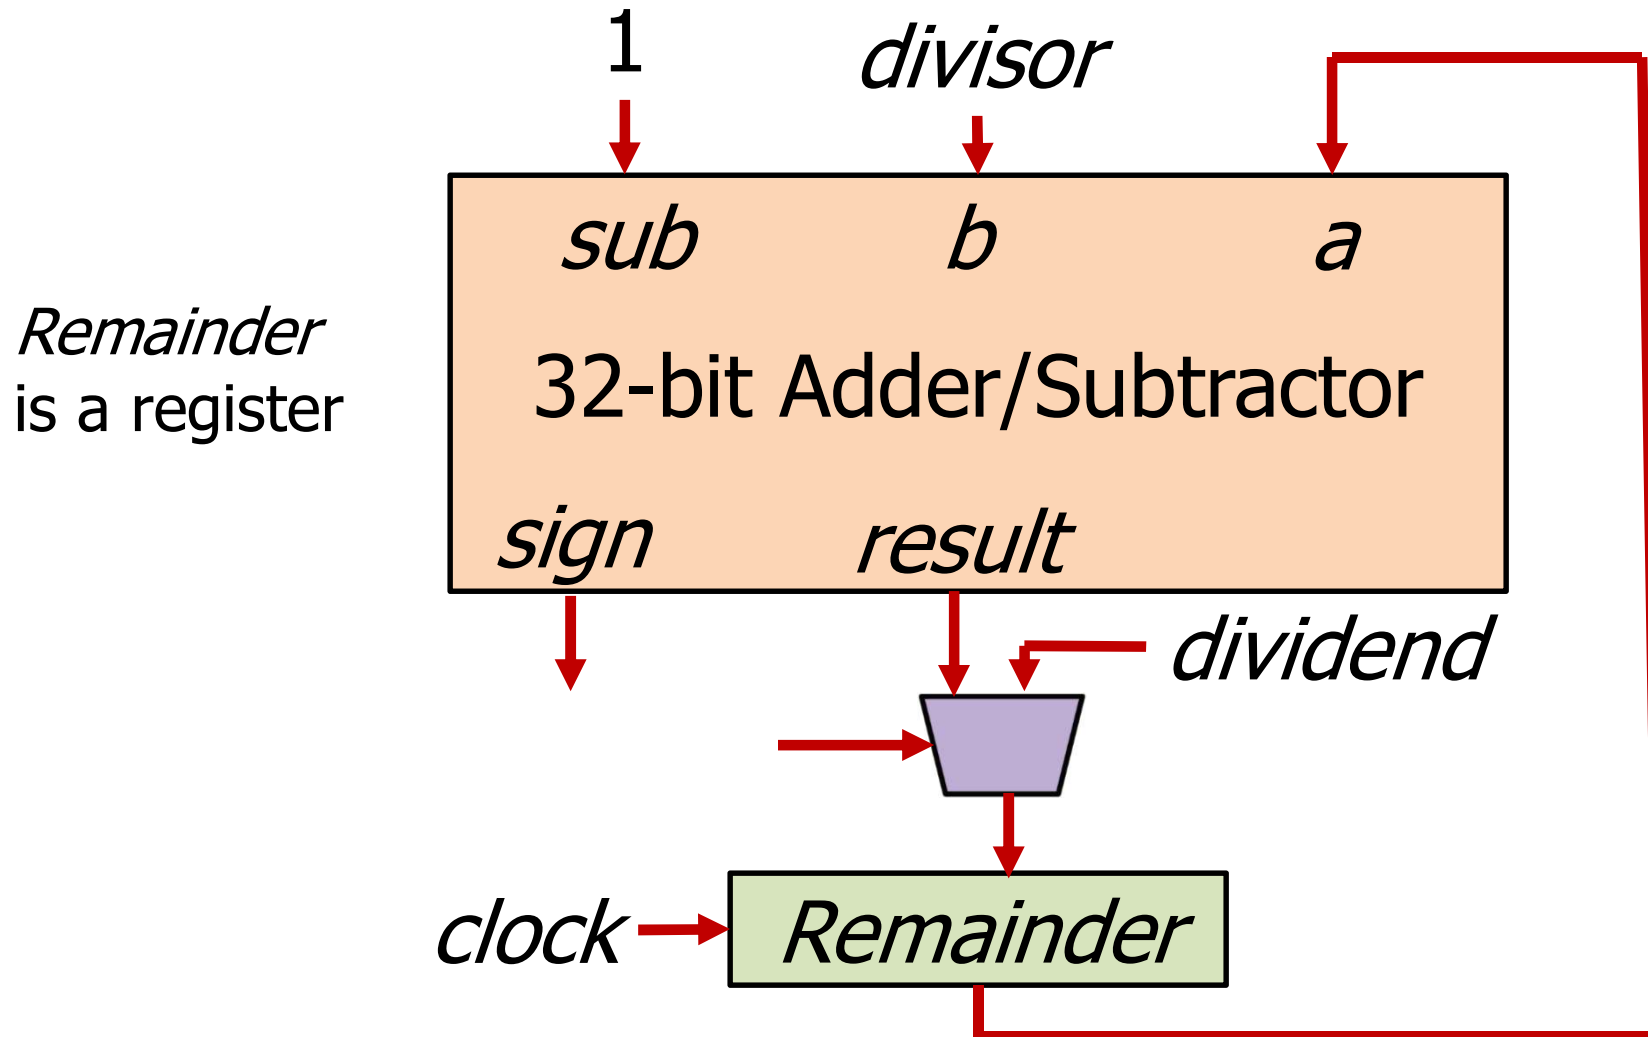 1
divisor
sub
b
a
Remainder
is a register
32-bit Adder/Subtractor
sign
result
dividend
clock
Remainder